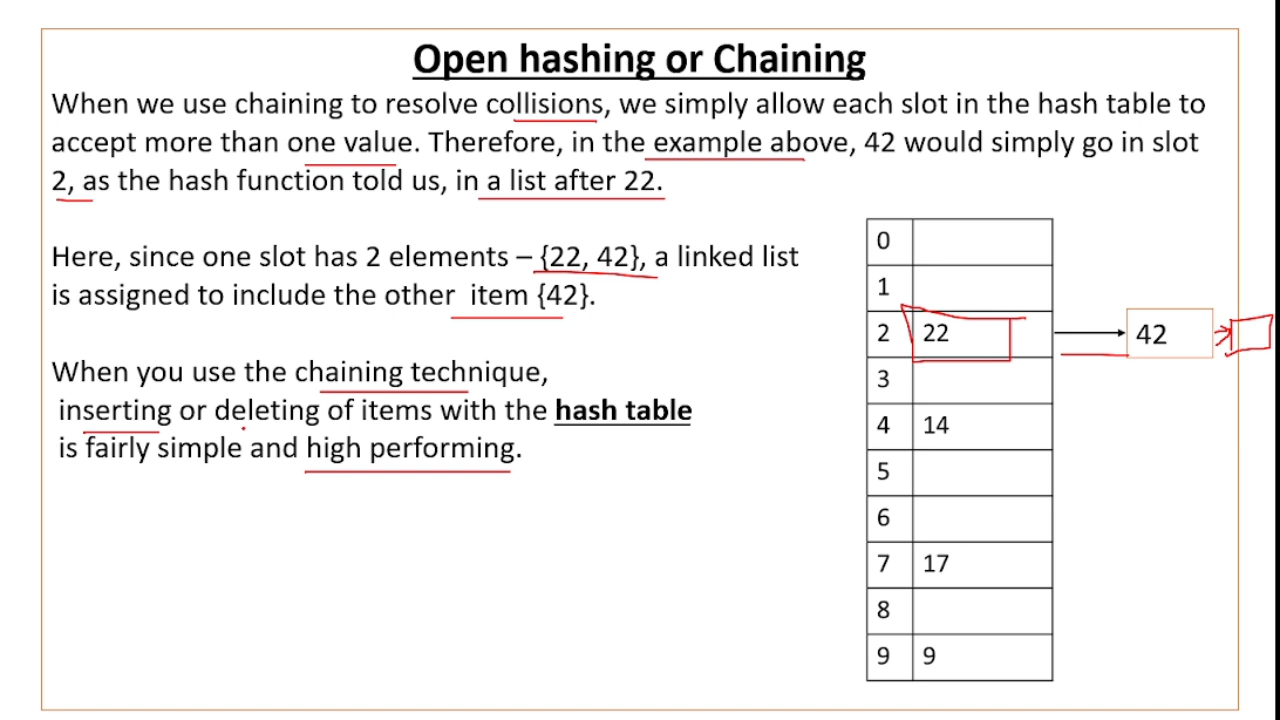 Open hashing or Chaining
When we use chaining to resolve collisions, we simply allow each slot in the hash table to
accept more than one value. Therefore, in the example above, 42 would simply go in slot
2, as the hash function told us, in a list after 22.
Here, since one slot has 2 elements – {22, 42}, a linked list
is assigned to include the other item {42}.
When you use the chaining technique,
inserting or deleting of items with the hash table
is fairly simple and high performing.
0
1
2 22 42
3
4 14
5
6
7 17
8
9 9